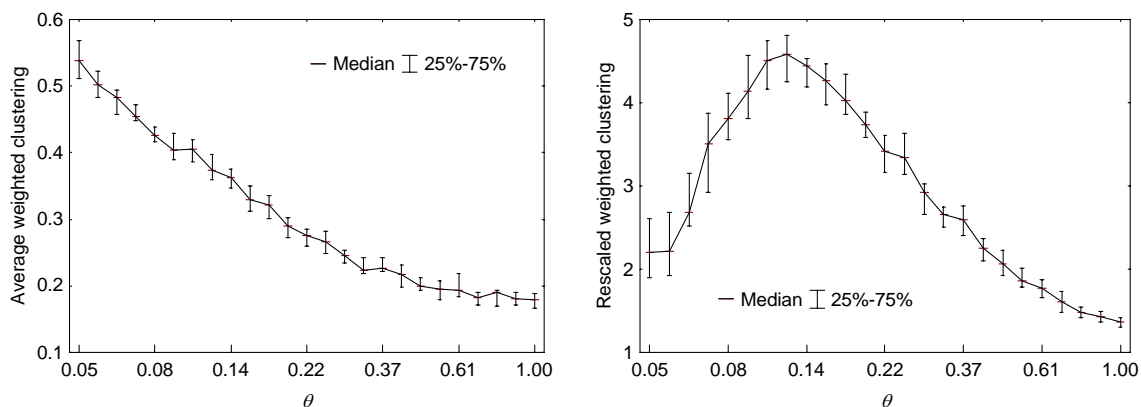 Average weighted clustering
0.6
0.5
0.4
0.3
0.2
0.1
Median 25%-75%
0.05 0.08 0.14 0.22 0.37 0.61 1.00
θ
Rescaled weighted clustering
5
4
3
2
1
Median 25%-75%
0.05 0.08 0.14 0.22 0.37 0.61 1.00
θ